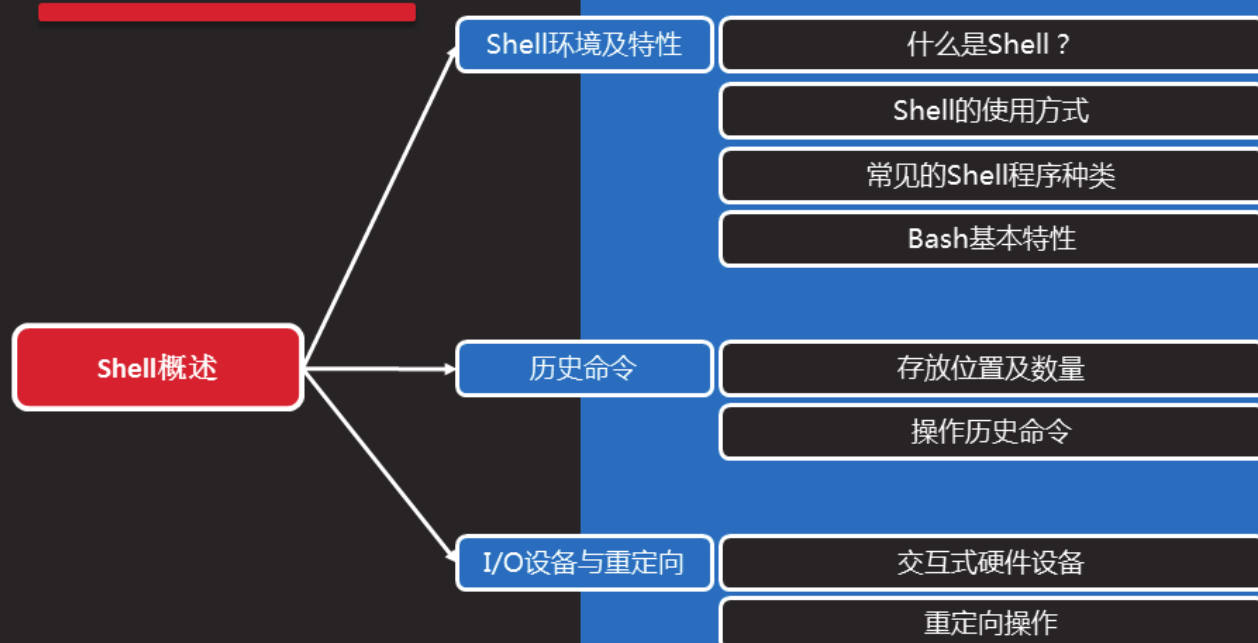 Shell概述
Shell环境及特性
什么是Shell？
Shell的使用方式
常见的Shell程序种类
Bash基本特性
历史命令
存放位置及数量
操作历史命令
I/O设备与重定向
交互式硬件设备
重定向操作